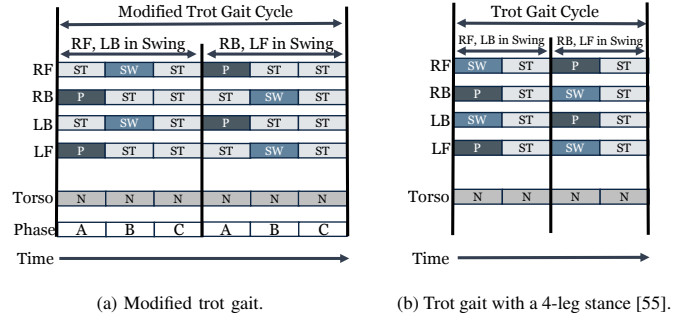 Modified Trot Gait Cycle
RF, LB in Swing RB, LF in Swing
RF ST SW ST P ST ST
RB P ST ST ST SW ST
LB ST SW ST P ST ST
LF P ST ST ST SW ST
Torso N N N N N N
Phase A B C A B C
Time
(a) Modified trot gait.
Trot Gait Cycle
RF, LB in Swing RB, LF in Swing
RF SW ST P ST
RB P ST SW ST
LB SW ST P ST
LF P ST SW ST
Torso N N N N
Time
(b) Trot gait with a 4-leg stance [55].